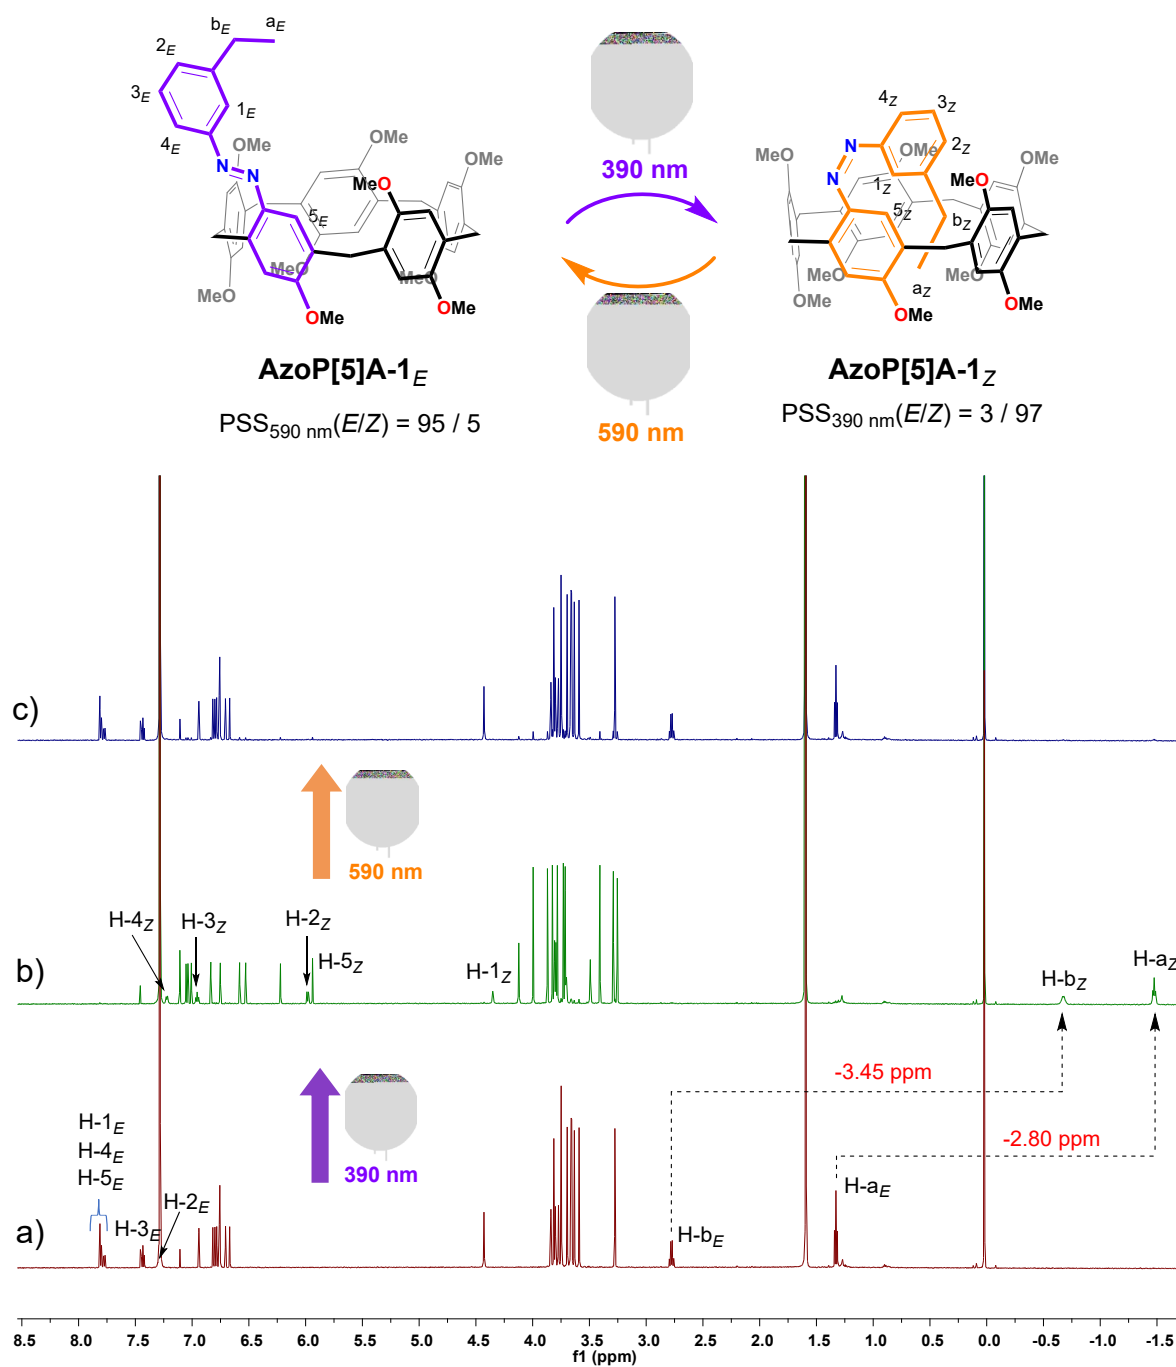 b_E
a_E
2_E
3_E
1_E
4_E
OMe
OMe
OMe
N
N
MeO
5_E
MeO
MeO
OMe
OMe
OMe
390 nm
590 nm
4_Z
3_Z
2_Z
N
N
MeO
OMe
OMe
MeO
1_Z
5_Z
b_Z
a_Z
MeO
MeO
MeO
OMe
OMe
AzoP[5]A-1_E
AzoP[5]A-1_Z
PSS_590 nm(E/Z) = 95 / 5
PSS_390 nm(E/Z) = 3 / 97
c)
590 nm
H-4_Z
H-3_Z
H-2_Z
H-5_Z
H-1_Z
H-b_Z
H-a_Z
b)
-3.45 ppm
-2.80 ppm
390 nm
H-1_E
H-4_E
H-5_E
H-3_E
H-2_E
H-b_E
H-a_E
a)
8.5 8.0 7.5 7.0 6.5 6.0 5.5 5.0 4.5 4.0 3.5 3.0 2.5 2.0 1.5 1.0 0.5 0.0 -0.5 -1.0 -1.5
f1 (ppm)